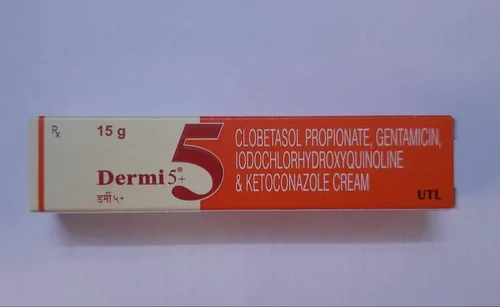 Rx
15 g
Dermi 5®+
डर्मी ५+
5
CLOBETASOL PROPIONATE, GENTAMICIN,
IODOCHLORHYDROXYQUINOLINE
& KETOCONAZOLE CREAM
UTL